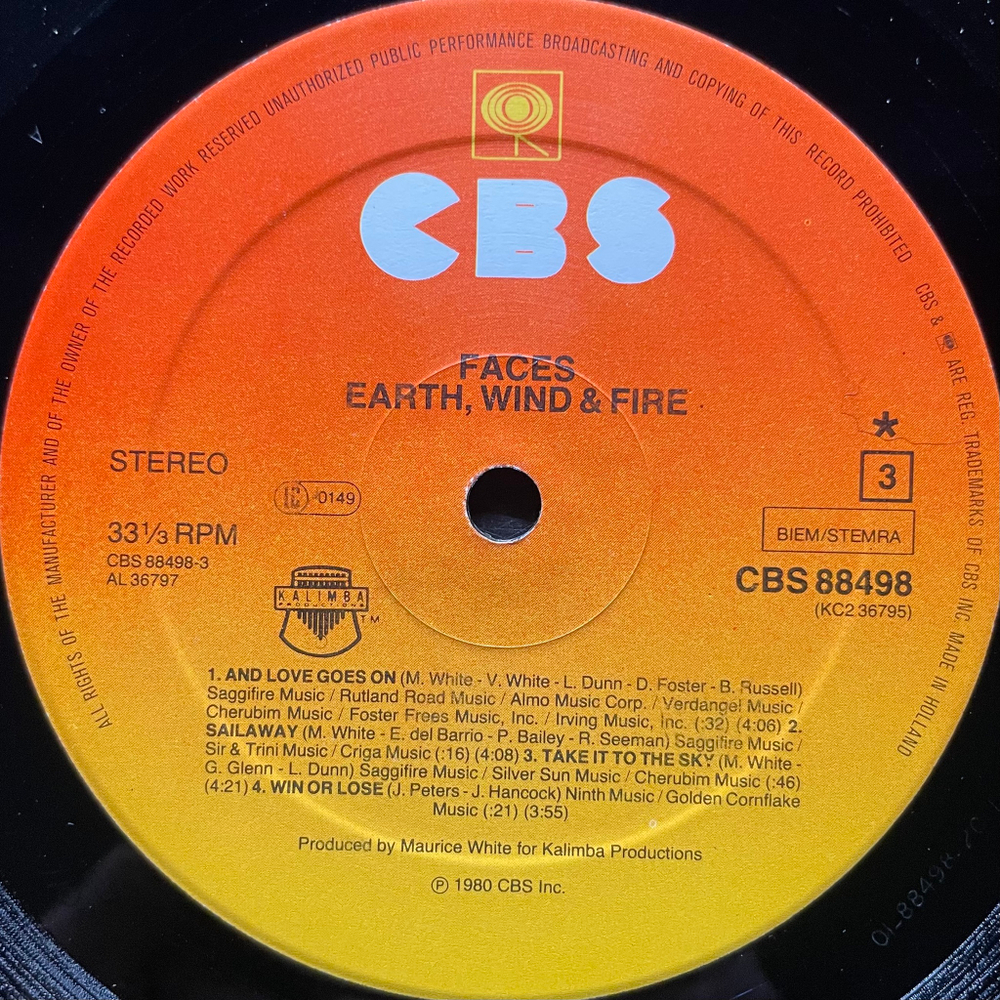 ALL RIGHTS OF THE MANUFACTURER AND OF THE OWNER OF THE RECORDED WORK RESERVED UNAUTHORIZED PUBLIC PERFORMANCE BROADCASTING AND COPYING OF THIS RECORD PROHIBITED
CBS & ARE REG. TRADEMARKS OF CBS INC MADE IN HOLLAND
CBS
FACES
EARTH, WIND & FIRE
STEREO
0149
33⅓ RPM
CBS 88498-3
AL 36797
KALIMBA
PRODUCTIONS
TM
*
3
BIEM/STEMRA
CBS 88498
(KC2 36795)
1. AND LOVE GOES ON (M. White - V. White - L. Dunn - D. Foster - B. Russell)
Saggifire Music / Rutland Road Music / Almo Music Corp. / Verdangel Music /
Cherubim Music / Foster Frees Music, Inc. / Irving Music, Inc. (:32) (4:06) 2.
SAILAWAY (M. White - E. del Barrio - P. Bailey - R. Seeman) Saggifire Music /
Sir & Trini Music / Criga Music (:16) (4:08) 3. TAKE IT TO THE SKY (M. White -
G. Glenn - L. Dunn) Saggifire Music / Silver Sun Music / Cherubim Music (:46)
(4:21) 4. WIN OR LOSE (J. Peters - J. Hancock) Ninth Music / Golden Cornflake
Music (:21) (3:55)
Produced by Maurice White for Kalimba Productions
℗ 1980 CBS Inc.